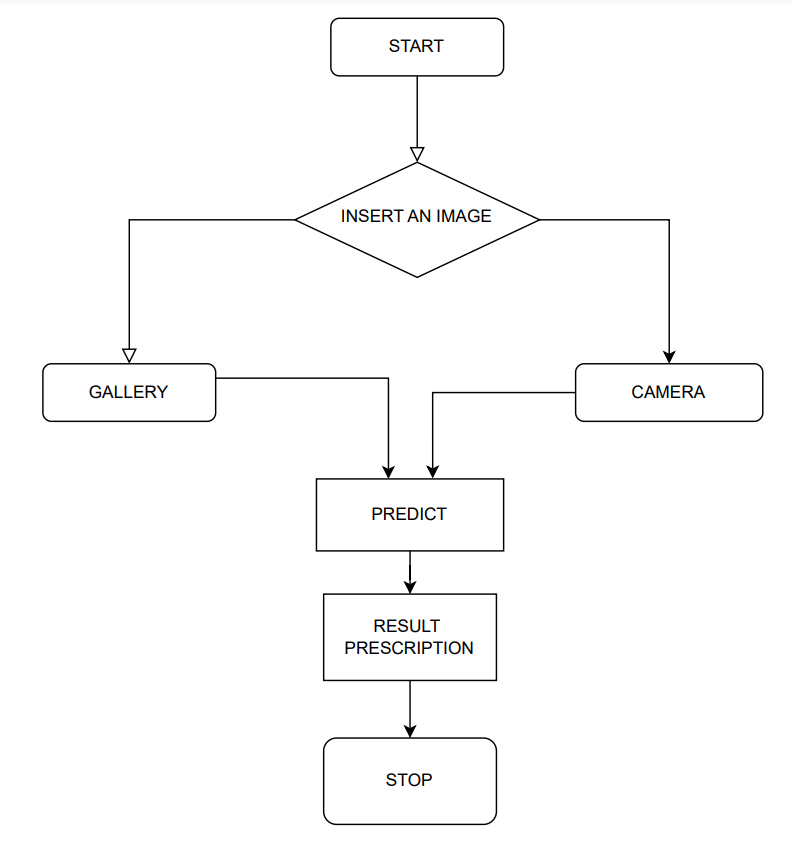 START
INSERT AN IMAGE
GALLERY
CAMERA
PREDICT
RESULT
PRESCRIPTION
STOP